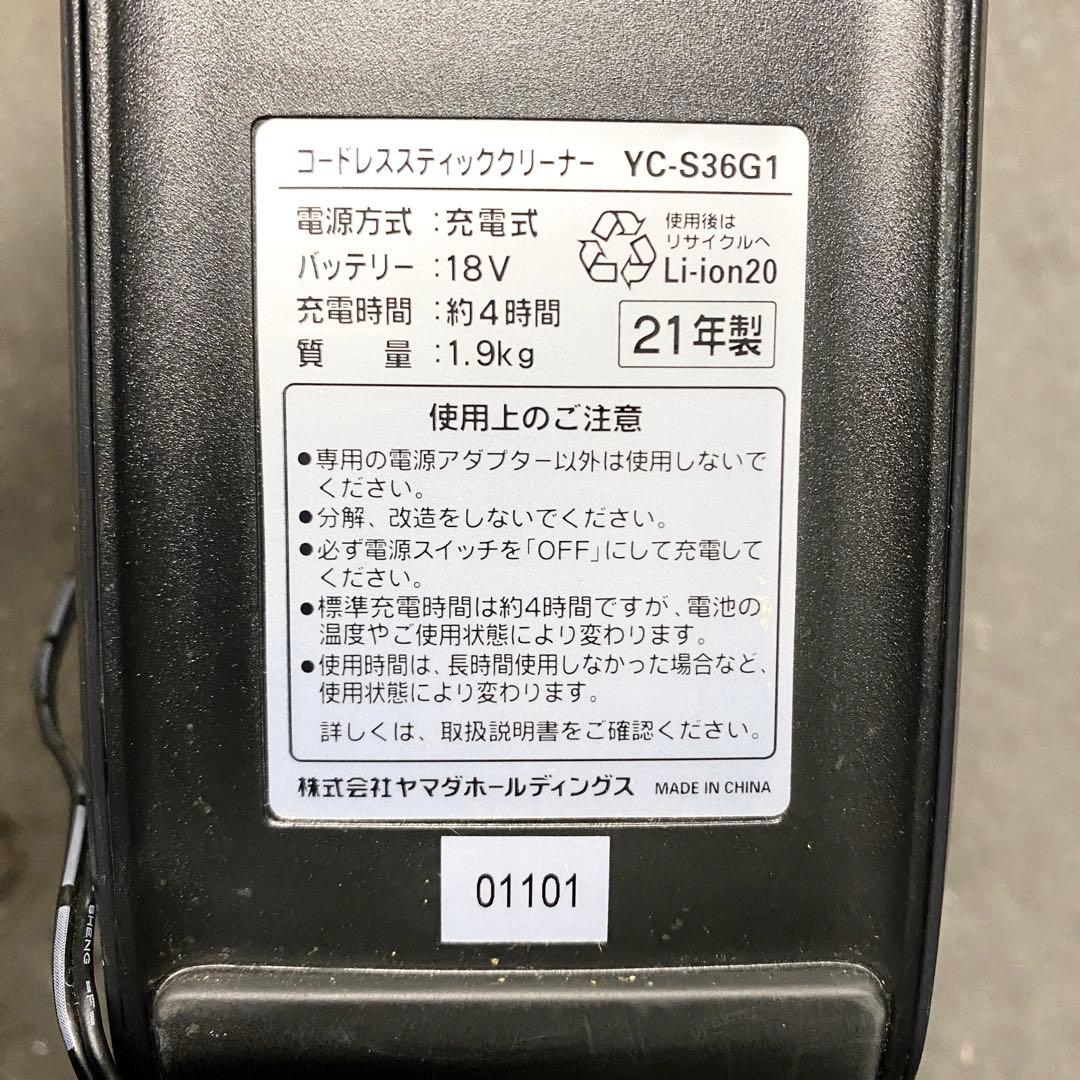 コードレススティッククリーナー YC-S36G1
電源方式：充電式
バッテリー：18V
充電時間：約4時間
質 量：1.9kg
使用後は
リサイクルへ
Li-ion20
21年製
使用上のご注意
●専用の電源アダプター以外は使用しないで
ください。
●分解、改造をしないでください。
●必ず電源スイッチを「OFF」にして充電して
ください。
●標準充電時間は約4時間ですが、電池の
温度やご使用状態により変わります。
●使用時間は、長時間使用しなかった場合など、
使用状態により変わります。
詳しくは、取扱説明書をご確認ください。
株式会社ヤマダホールディングス MADE IN CHINA
01101
SHENG